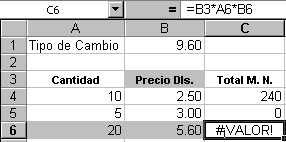 C6 = =B3*A6*B6
A B C
1 Tipo de Cambio 9.60
2
3 Cantidad Precio Dls. Total M. N.
4 10 2.50 240
5 5 3.00 0
6 20 5.60 #¡VALOR!